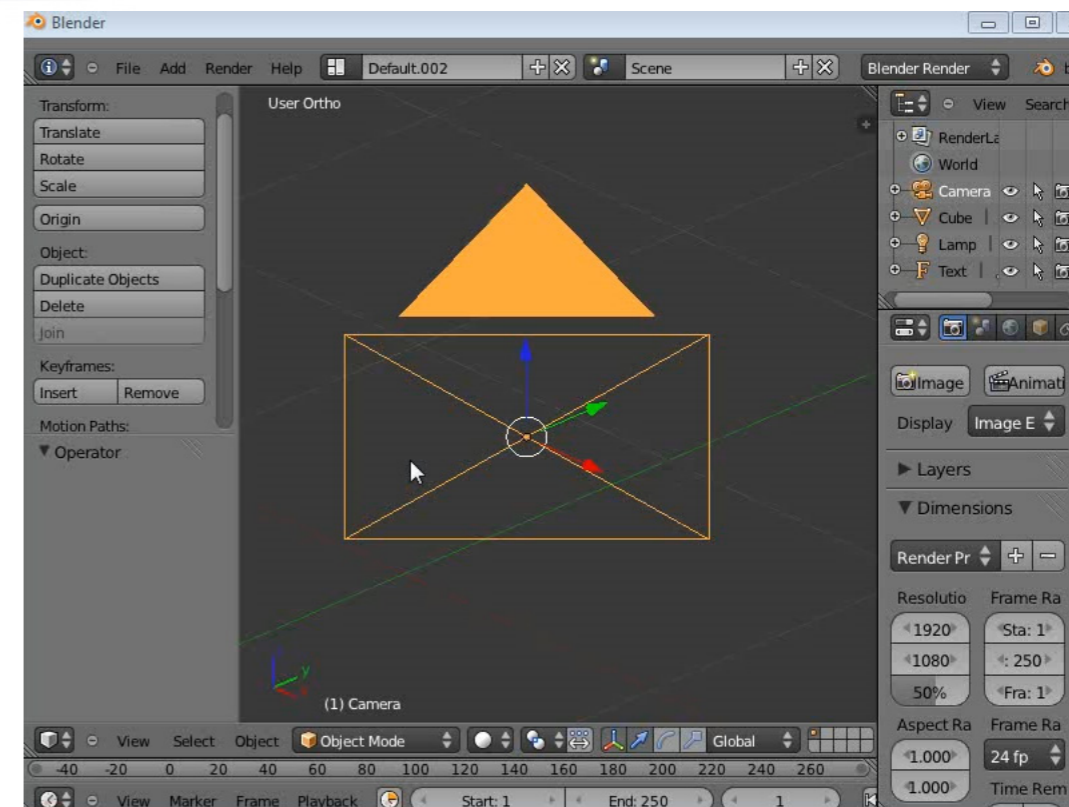 Blender
File Add Render Help Default.002 Scene Blender Render
Transform:
Translate
Rotate
Scale
Origin
Object:
Duplicate Objects
Delete
Join
Keyframes:
Insert Remove
Motion Paths:
Operator
User Ortho
(1) Camera
View Search
RenderLa
World
Camera
Cube
Lamp
Text
Image Animati
Display Image E
Layers
Dimensions
Render Pr
Resolutio Frame Ra
1920 Sta: 1
1080 : 250
50% Fra: 1
Aspect Ra Frame Ra
1.000 24 fp
1.000 Time Rem
View Select Object Object Mode Global
-40 -20 0 20 40 60 80 100 120 140 160 180 200 220 240 260
View Marker Frame Playback Start: 1 End: 250 1
x y